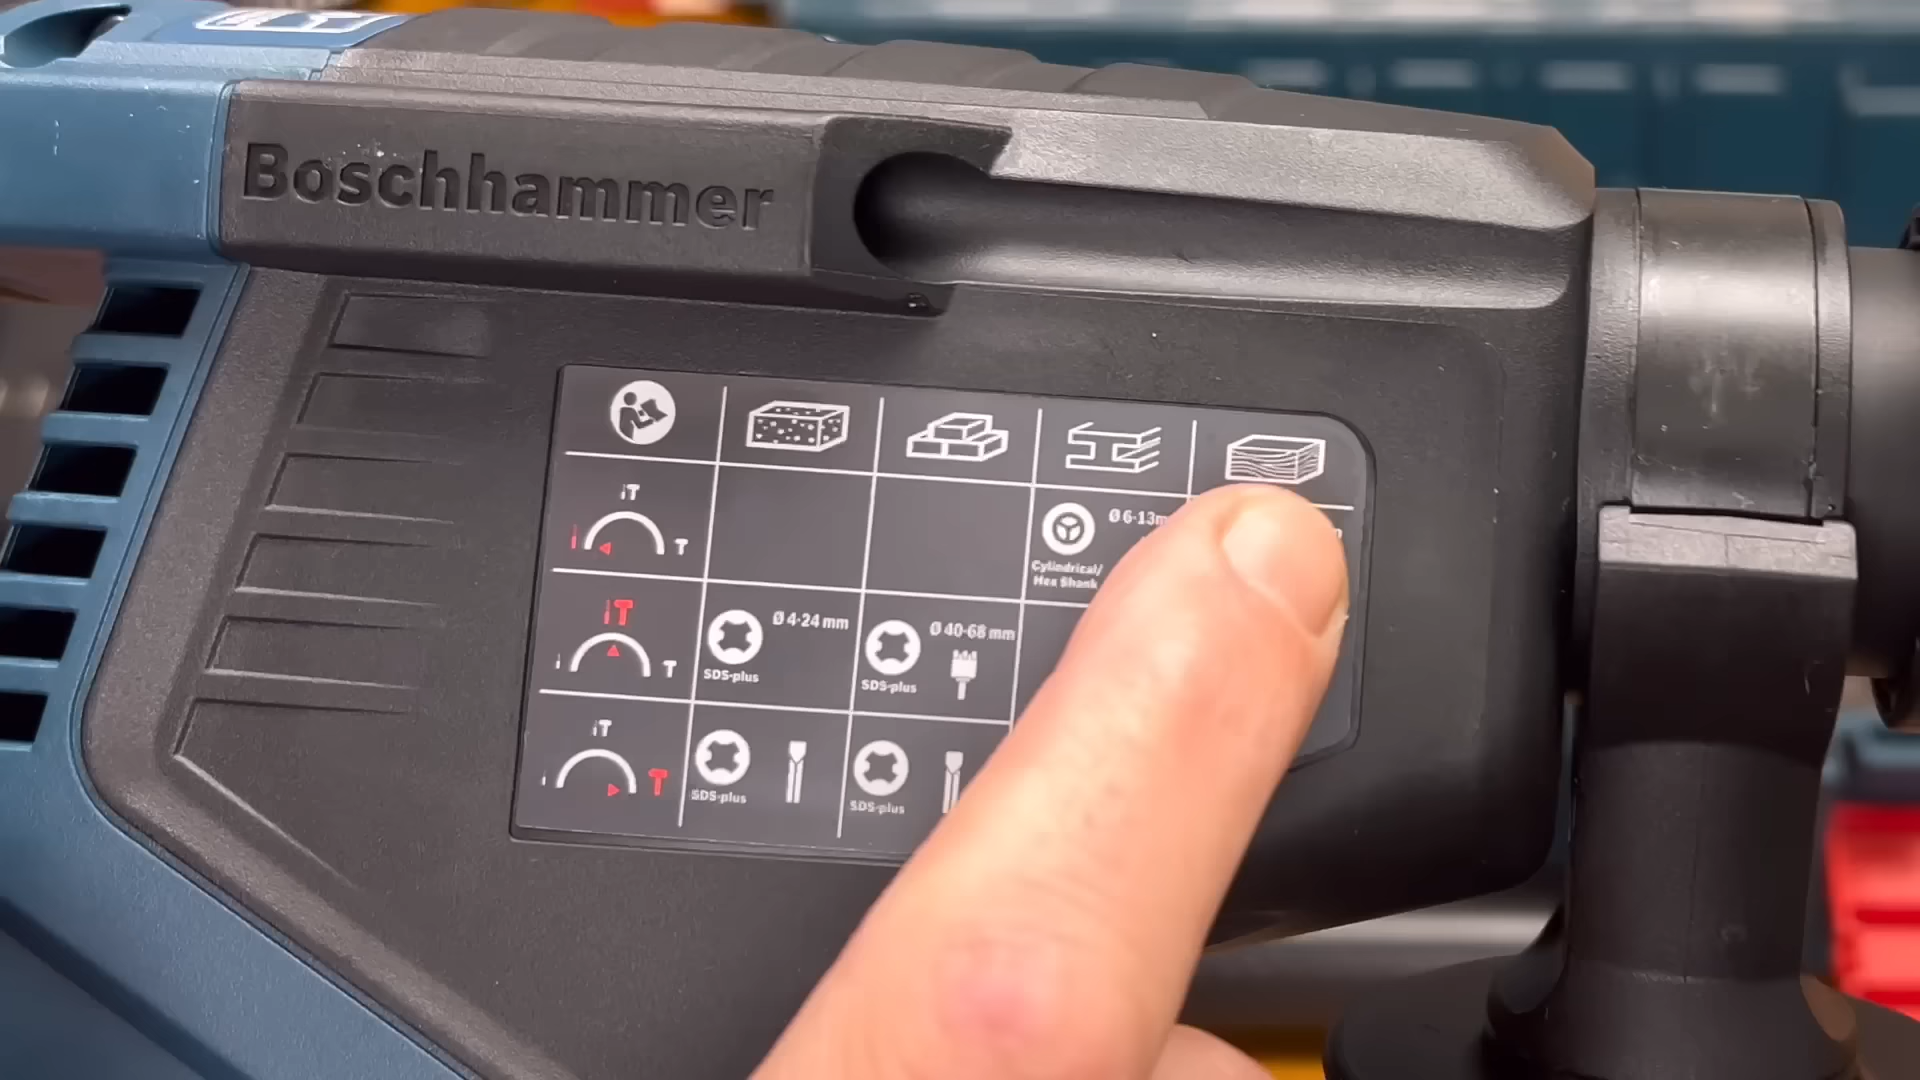 Boschhammer
Ø 6-13m
Cylindrical/
Hex Shank
Ø 4-24 mm
SDS-plus
Ø 40-68 mm
SDS-plus
SDS-plus
SDS-plus